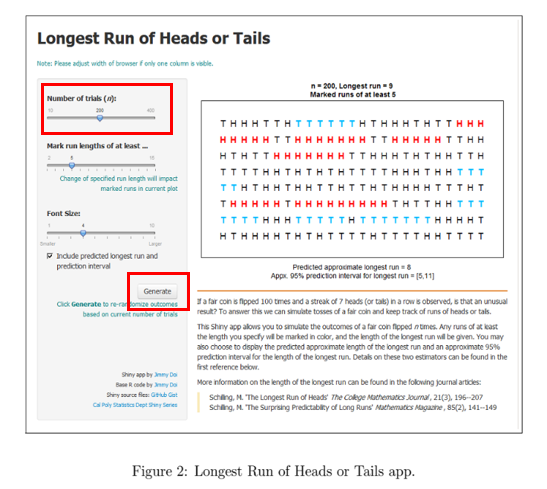 Longest Run of Heads or Tails
Note: Please adjust width of browser if only one column is visible.
Number of trials (n):
10 200 400
Mark run lengths of at least ...
2 5 10
Change of specified run length will impact
marked runs in current plot
Font Size:
1 4 10
Smaller Larger
Include predicted longest run and
prediction interval
Generate
Click Generate to re-randomize outcomes
based on current number of trials
Shiny app by Jimmy Doi
Base R code by Jimmy Doi
Shiny source files: GitHub Gist
Cal Poly Statistics Dept Shiny Series
n = 200, Longest run = 9
Marked runs of at least 5
T H H H T T H T T T T T T H T H H H T H T T H H H
Predicted approximate longest run = 8
Appx. 95% prediction interval for longest run = [5,11]
If a fair coin is flipped 100 times and a streak of 7 heads (or tails) in a row is observed, is that an unusual
result? To answer this we can simulate tosses of a fair coin and keep track of runs of heads or tails.
This Shiny app allows you to simulate the outcomes of a fair coin flipped n times. Any runs of at least
the length you specify will be marked in color, and the length of the longest run will be given. You may
also choose to display the predicted approximate length of the longest run and an approximate 95%
prediction interval for the length of the longest run. Details on these two estimators can be found in the
first reference below.
More information on the length of the longest run can be found in the following journal articles:
Schilling, M. "The Longest Run of Heads" The College Mathematics Journal, 21(3), 196--207
Schilling, M. "The Surprising Predictability of Long Runs" Mathematics Magazine, 85(2), 141--149
Figure 2: Longest Run of Heads or Tails app.